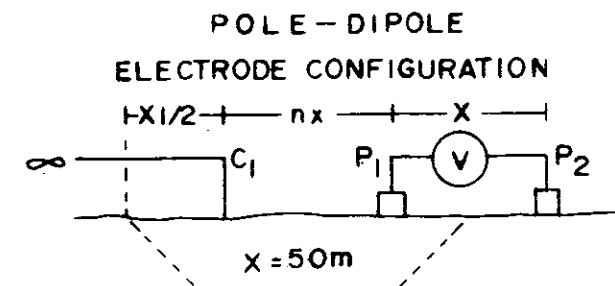 POLE-DIPOLE
ELECTRODE CONFIGURATION
X1/2 nx X
∞ C1 P1 V P2
X = 50m